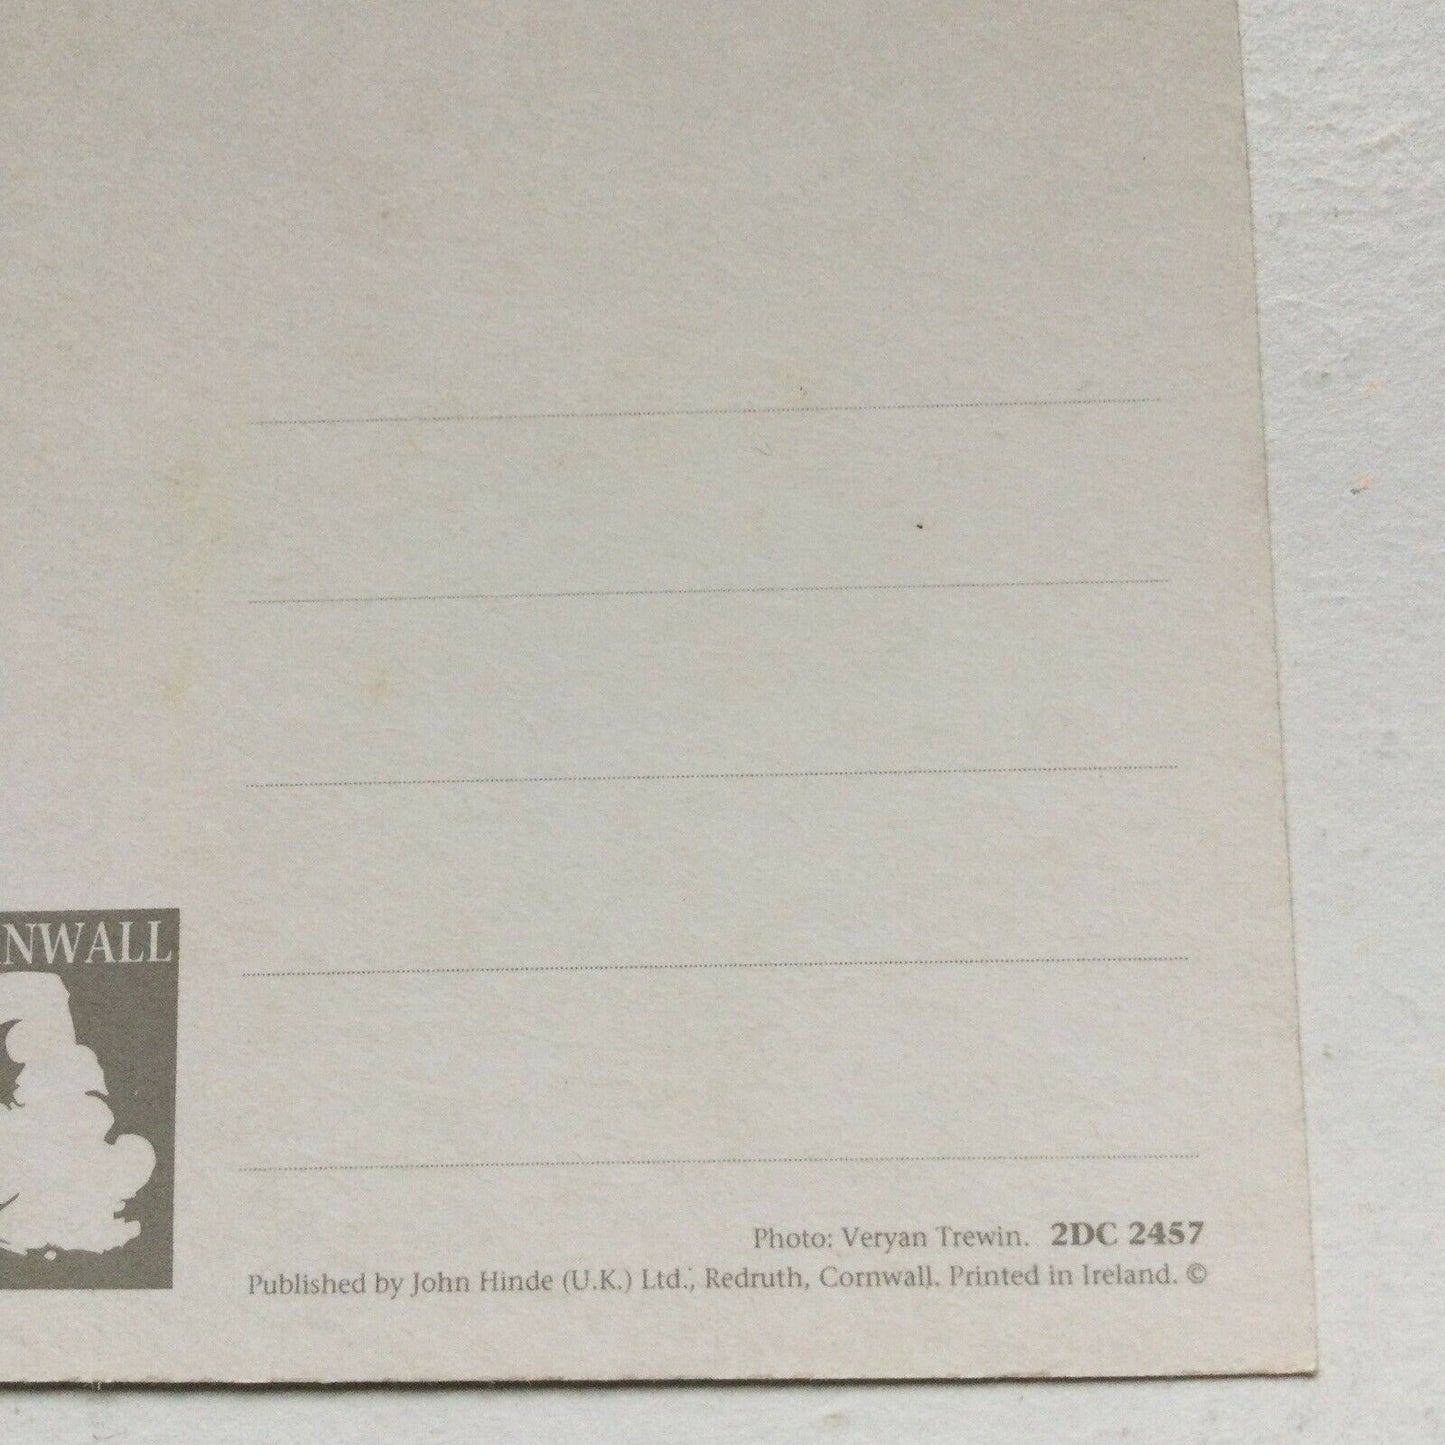 NWALL
Photo: Veryan Trewin. 2DC 2457
Published by John Hinde (U.K.) Ltd., Redruth, Cornwall. Printed in Ireland. ©